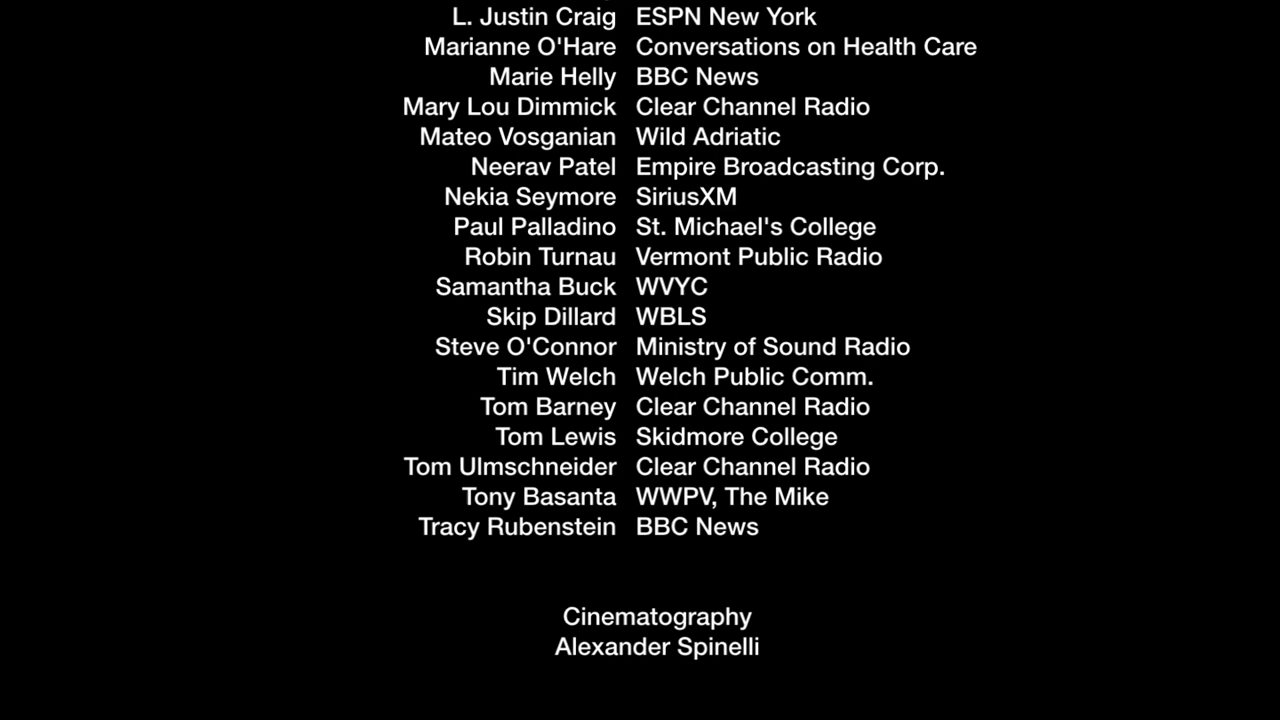 L. Justin Craig ESPN New York
Marianne O'Hare Conversations on Health Care
Marie Helly BBC News
Mary Lou Dimmick Clear Channel Radio
Mateo Vosganian Wild Adriatic
Neerav Patel Empire Broadcasting Corp.
Nekia Seymore SiriusXM
Paul Palladino St. Michael's College
Robin Turnau Vermont Public Radio
Samantha Buck WVYC
Skip Dillard WBLS
Steve O'Connor Ministry of Sound Radio
Tim Welch Welch Public Comm.
Tom Barney Clear Channel Radio
Tom Lewis Skidmore College
Tom Ulmschneider Clear Channel Radio
Tony Basanta WWPV, The Mike
Tracy Rubenstein BBC News
Cinematography
Alexander Spinelli